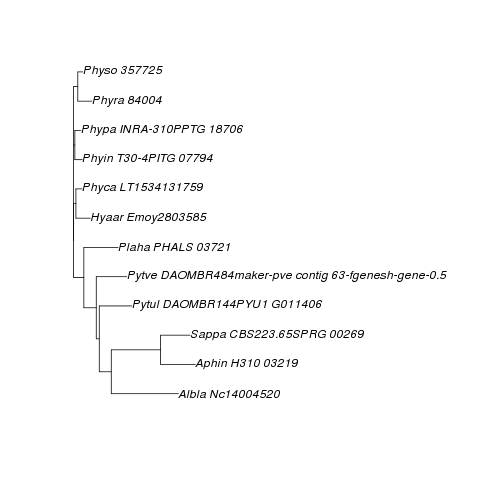 Physo 357725
Phyra 84004
Phypa INRA-310PPTG 18706
Phyin T30-4PITG 07794
Phyca LT1534131759
Hyaar Emoy2803585
Plaha PHALS 03721
Pytve DAOMBR484maker-pve contig 63-fgenesh-gene-0.5
Pytul DAOMBR144PYU1 G011406
Sappa CBS223.65SPRG 00269
Aphin H310 03219
Albla Nc14004520